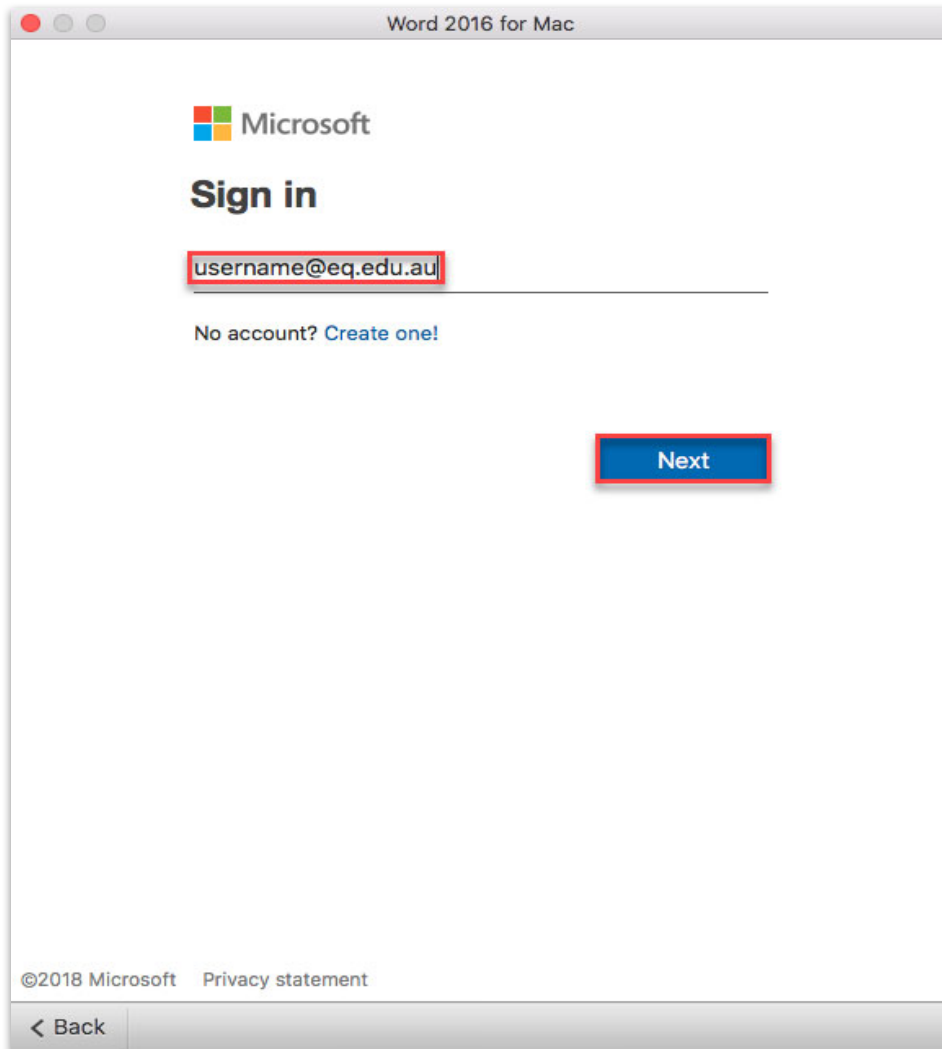 Word 2016 for Mac
Microsoft
Sign in
username@eq.edu.au
No account? Create one!
Next
©2018 Microsoft Privacy statement
Back